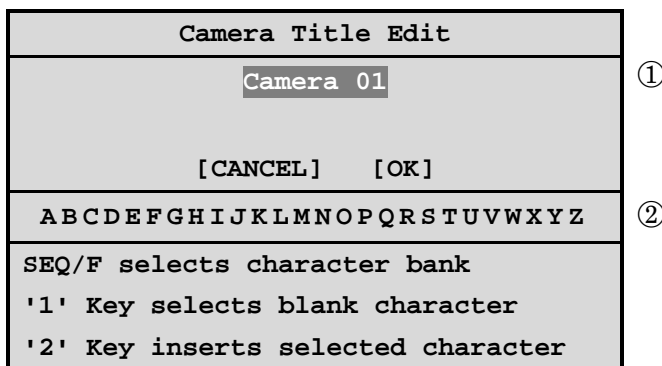 Camera Title Edit
Camera 01 ①
[CANCEL] [OK]
A B C D E F G H I J K L M N O P Q R S T U V W X Y Z ②
SEQ/F selects character bank
'1' Key selects blank character
'2' Key inserts selected character